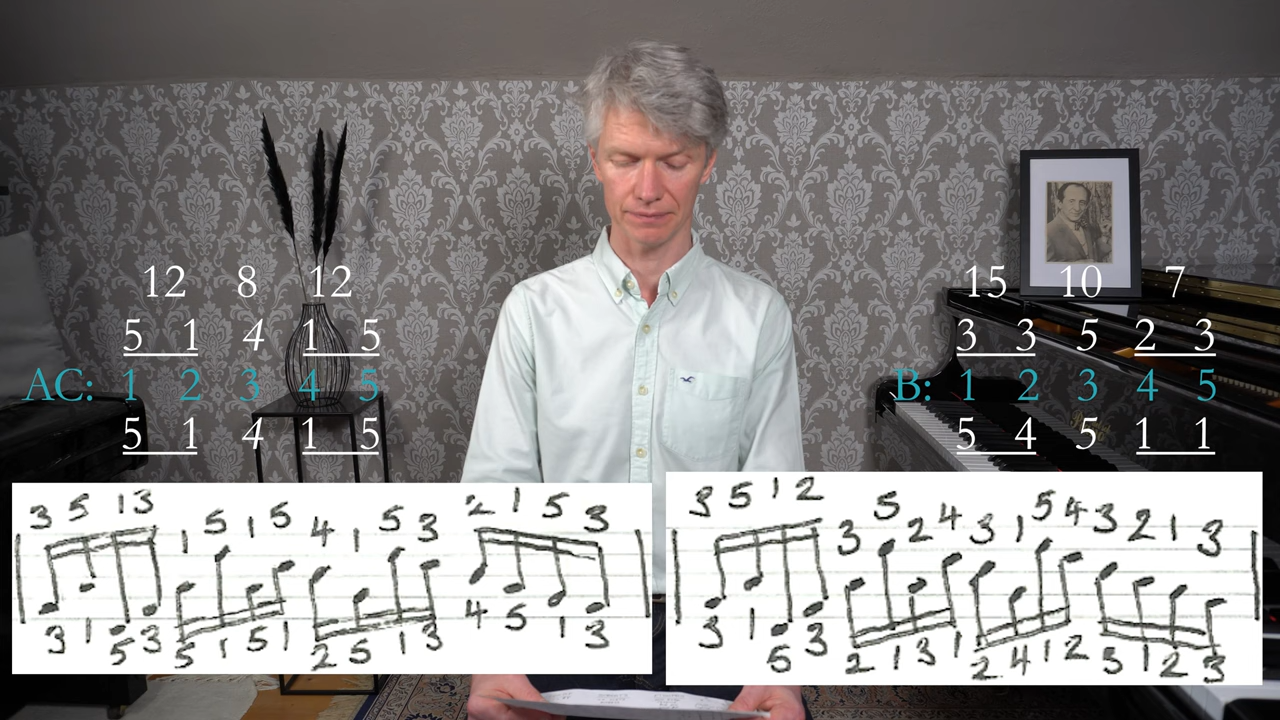 12 8 12
5 1 4 1 5
AC: 1 2 3 4 5
5 1 4 1 5
3 5 1 3 1 5 1 5 4 1 5 3 2 1 5 3
3 1 5 3 5 1 5 1 2 5 1 3 4 5 1 3
15 10 7
3 3 5 2 3
B: 1 2 3 4 5
5 4 5 1 1
3 5 1 2 3 5 2 4 3 1 5 4 3 2 1 3
3 1 5 3 2 1 3 1 2 4 1 2 3 1 2 3